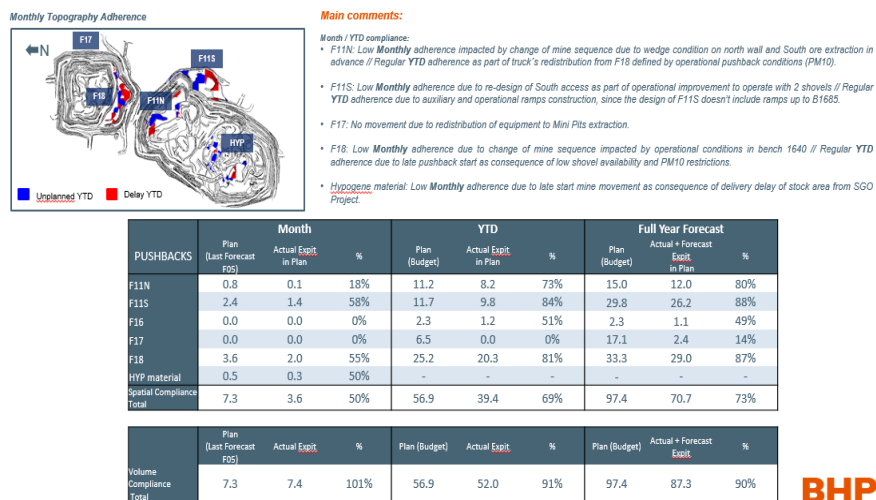 Monthly Topography Adherence
N
F17
F18
F11N
F11S
HYP
Unplanned YTD
Delay YTD
Main comments:
Month / YTD compliance:
• F11N: Low Monthly adherence impacted by change of mine sequence due to wedge condition on north wall and South ore extraction in
advance // Regular YTD adherence as part of truck´s redistribution from F18 defined by operational pushback conditions (PM10).
• F11S: Low Monthly adherence due to re-design of South access as part of operational improvement to operate with 2 shovels // Regular
YTD adherence due to auxiliary and operational ramps construction, since the design of F11S doesn't include ramps up to B1685.
• F17: No movement due to redistribution of equipment to Mini Pits extraction.
• F18: Low Monthly adherence due to change of mine sequence impacted by operational conditions in bench 1640 // Regular YTD
adherence due to late pushback start as consequence of low shovel availability and PM10 restrictions.
• Hypogene material: Low Monthly adherence due to late start mine movement as consequence of delivery delay of stock area from SGO
Project.
Month YTD Full Year Forecast
PUSHBACKS
Plan
(Last Forecast
F05)
Actual Expit
in Plan
%
Plan
(Budget)
Actual Expit
in Plan
%
Plan
(Budget)
Actual + Forecast
Expit
in Plan
%
F11N 0.8 0.1 18% 11.2 8.2 73% 15.0 12.0 80%
F11S 2.4 1.4 58% 11.7 9.8 84% 29.8 26.2 88%
F16 0.0 0.0 0% 2.3 1.2 51% 2.3 1.1 49%
F17 0.0 0.0 0% 6.5 0.0 0% 17.1 2.4 14%
F18 3.6 2.0 55% 25.2 20.3 81% 33.3 29.0 87%
HYP material 0.5 0.3 50% - - - - - -
Spatial Compliance
Total
7.3 3.6 50% 56.9 39.4 69% 97.4 70.7 73%
Plan
(Last Forecast
F05)
Actual Expit
%
Plan (Budget)
Actual Expit
%
Plan (Budget)
Actual + Forecast
Expit
%
Volume
Compliance
Total
7.3 7.4 101% 56.9 52.0 91% 97.4 87.3 90%
BHP